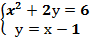 x² + 2y = 6
y = x − 1